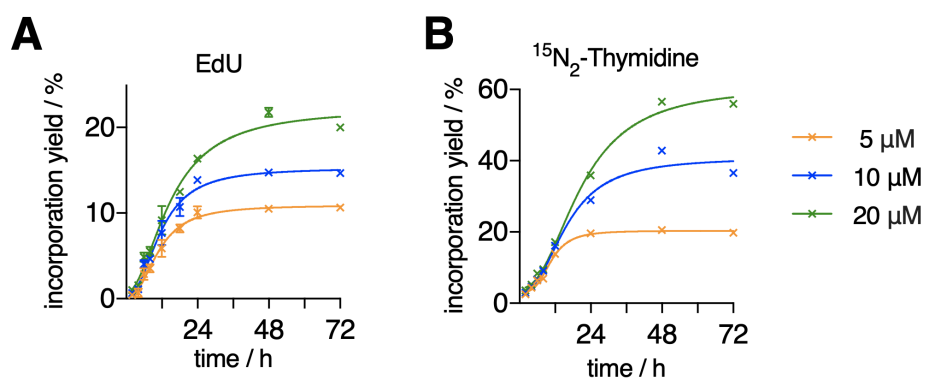 A
EdU
incorporation yield / %
20
10
0
24 48 72
time / h
B
¹⁵N₂-Thymidine
incorporation yield / %
60
40
20
0
24 48 72
time / h
5 µM
10 µM
20 µM